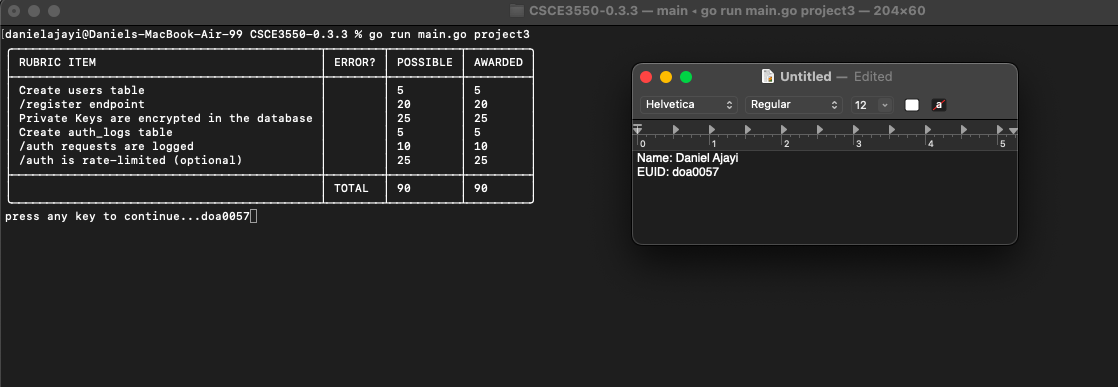 CSCE3550-0.3.3 — main ◂ go run main.go project3 — 204×60
[danielajayi@Daniels-MacBook-Air-99 CSCE3550-0.3.3 % go run main.go project3
RUBRIC ITEM ERROR? POSSIBLE AWARDED
Create users table 5 5
/register endpoint 20 20
Private Keys are encrypted in the database 25 25
Create auth_logs table 5 5
/auth requests are logged 10 10
/auth is rate-limited (optional) 25 25
TOTAL 90 90
press any key to continue...doa0057
Untitled — Edited
Helvetica Regular 12 a
0 1 2 3 4 5
Name: Daniel Ajayi
EUID: doa0057